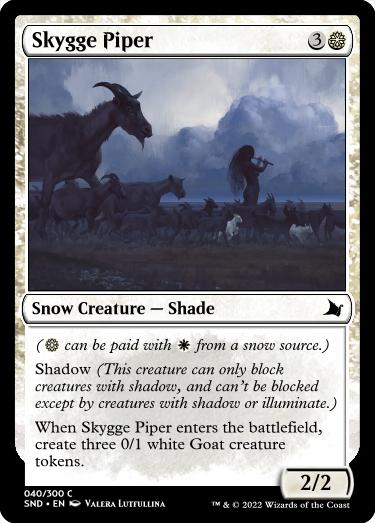 Skygge Piper 3
Snow Creature — Shade
( can be paid with from a snow source.)
Shadow (This creature can only block
creatures with shadow, and can't be blocked
except by creatures with shadow or illuminate.)
When Skygge Piper enters the battlefield,
create three 0/1 white Goat creature
tokens.
2/2
040/300 C
SND • EN VALERA LUTFULLINA
™ & © 2022 Wizards of the Coast